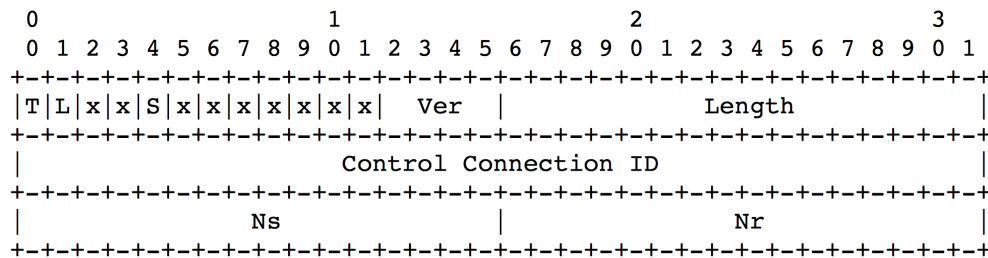 0                   1                   2                   3
 0 1 2 3 4 5 6 7 8 9 0 1 2 3 4 5 6 7 8 9 0 1 2 3 4 5 6 7 8 9 0 1
+-+-+-+-+-+-+-+-+-+-+-+-+-+-+-+-+-+-+-+-+-+-+-+-+-+-+-+-+-+-+-+-+
|T|L|x|x|S|x|x|x|x|x|x|x|  Ver  |             Length            |
+-+-+-+-+-+-+-+-+-+-+-+-+-+-+-+-+-+-+-+-+-+-+-+-+-+-+-+-+-+-+-+-+
|                     Control Connection ID                     |
+-+-+-+-+-+-+-+-+-+-+-+-+-+-+-+-+-+-+-+-+-+-+-+-+-+-+-+-+-+-+-+-+
|               Ns              |               Nr              |
+-+-+-+-+-+-+-+-+-+-+-+-+-+-+-+-+-+-+-+-+-+-+-+-+-+-+-+-+-+-+-+-+